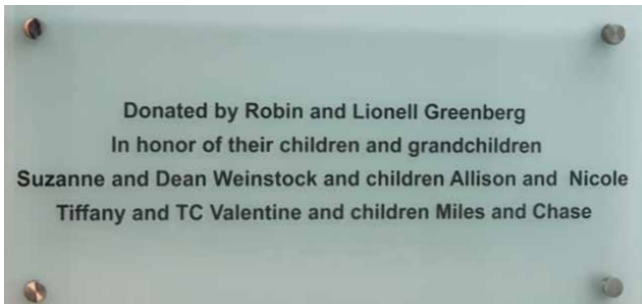 Donated by Robin and Lionell Greenberg
In honor of their children and grandchildren
Suzanne and Dean Weinstock and children Allison and Nicole
Tiffany and TC Valentine and children Miles and Chase